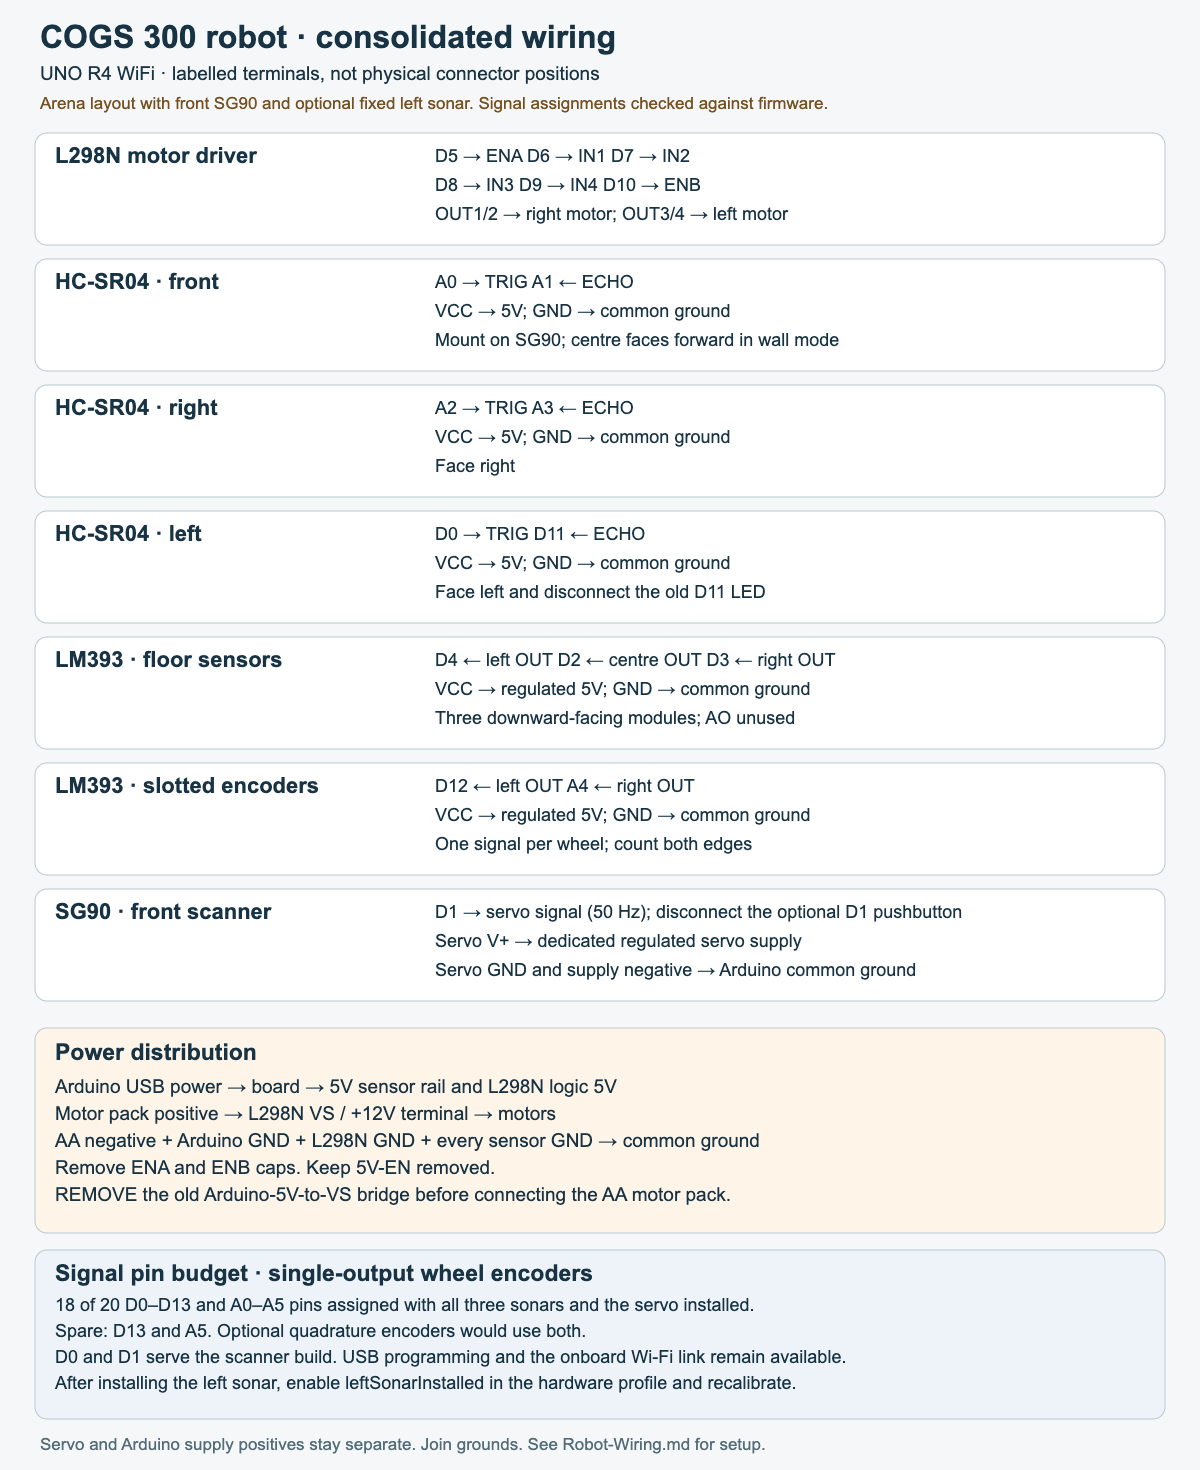 COGS 300 robot · consolidated wiring
UNO R4 WiFi · labelled terminals, not physical connector positions
Arena layout with front SG90 and optional fixed left sonar. Signal assignments checked against firmware.
L298N motor driver
D5 → ENA D6 → IN1 D7 → IN2
D8 → IN3 D9 → IN4 D10 → ENB
OUT1/2 → right motor; OUT3/4 → left motor
HC-SR04 · front
A0 → TRIG A1 ← ECHO
VCC → 5V; GND → common ground
Mount on SG90; centre faces forward in wall mode
HC-SR04 · right
A2 → TRIG A3 ← ECHO
VCC → 5V; GND → common ground
Face right
HC-SR04 · left
D0 → TRIG D11 ← ECHO
VCC → 5V; GND → common ground
Face left and disconnect the old D11 LED
LM393 · floor sensors
D4 ← left OUT D2 ← centre OUT D3 ← right OUT
VCC → regulated 5V; GND → common ground
Three downward-facing modules; AO unused
LM393 · slotted encoders
D12 ← left OUT A4 ← right OUT
VCC → regulated 5V; GND → common ground
One signal per wheel; count both edges
SG90 · front scanner
D1 → servo signal (50 Hz); disconnect the optional D1 pushbutton
Servo V+ → dedicated regulated servo supply
Servo GND and supply negative → Arduino common ground
Power distribution
Arduino USB power → board → 5V sensor rail and L298N logic 5V
Motor pack positive → L298N VS / +12V terminal → motors
AA negative + Arduino GND + L298N GND + every sensor GND → common ground
Remove ENA and ENB caps. Keep 5V-EN removed.
REMOVE the old Arduino-5V-to-VS bridge before connecting the AA motor pack.
Signal pin budget · single-output wheel encoders
18 of 20 D0–D13 and A0–A5 pins assigned with all three sonars and the servo installed.
Spare: D13 and A5. Optional quadrature encoders would use both.
D0 and D1 serve the scanner build. USB programming and the onboard Wi-Fi link remain available.
After installing the left sonar, enable leftSonarInstalled in the hardware profile and recalibrate.
Servo and Arduino supply positives stay separate. Join grounds. See Robot-Wiring.md for setup.